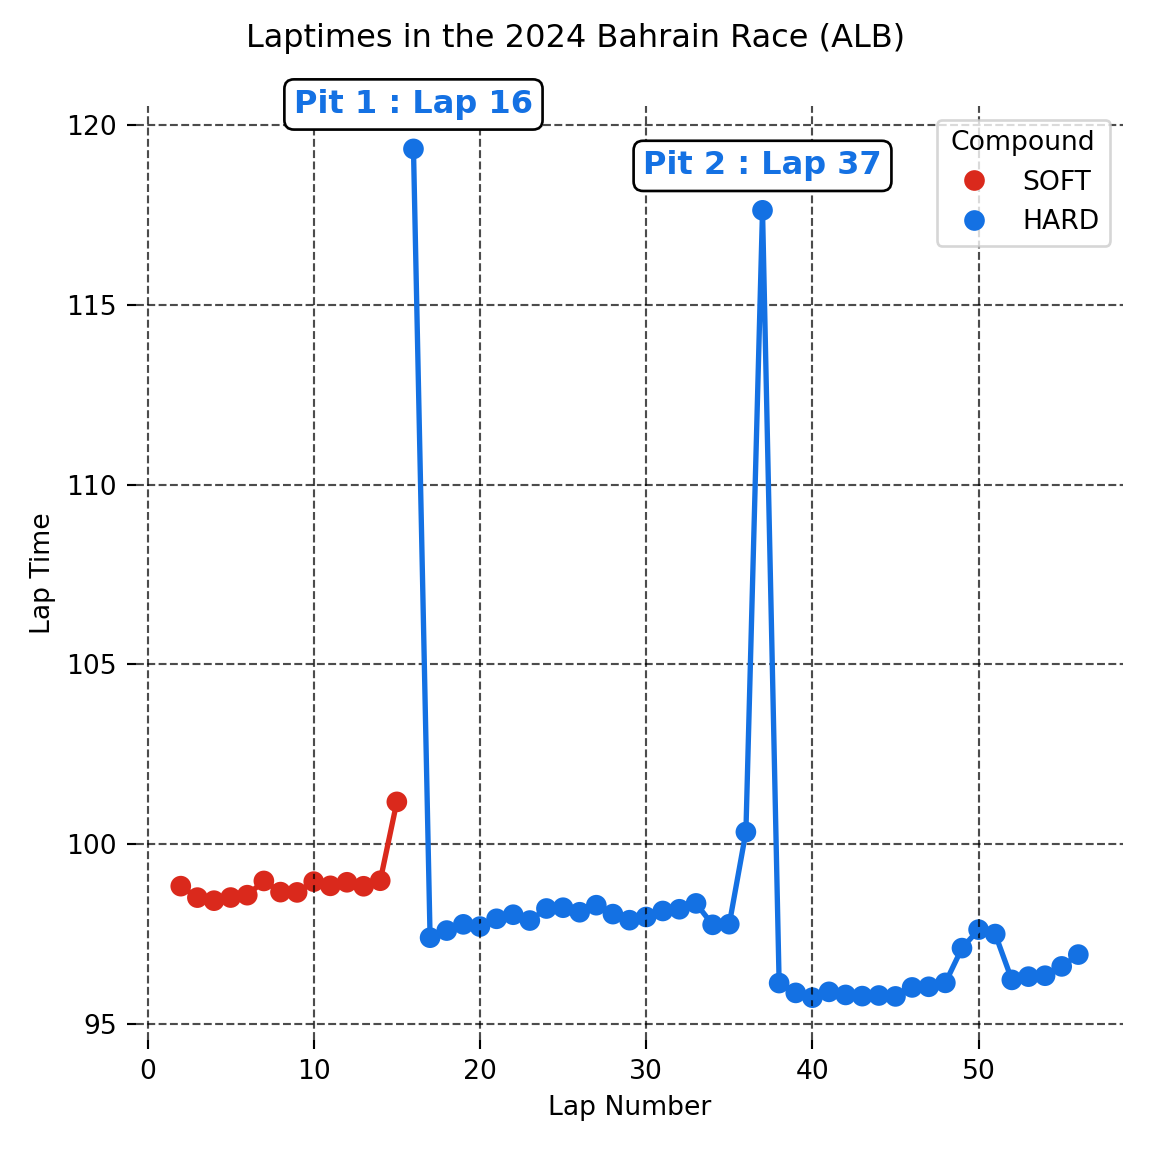 Laptimes in the 2024 Bahrain Race (ALB)
Pit 1 : Lap 16
Pit 2 : Lap 37
Compound
SOFT
HARD
120
115
110
105
100
95
Lap Time
0 10 20 30 40 50
Lap Number